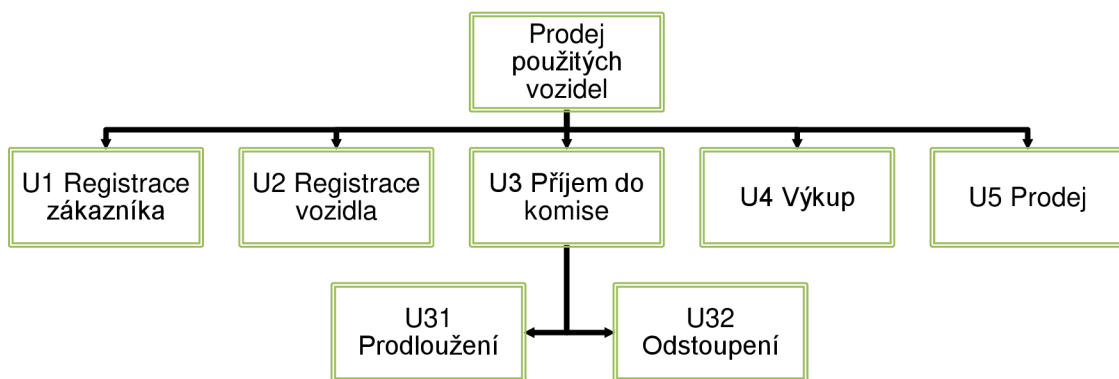 Prodej
použitých
vozidel
U1 Registrace
zákazníka
U2 Registrace
vozidla
U3 Příjem do
komise
U4 Výkup
U5 Prodej
U31
Prodloužení
U32
Odstoupení